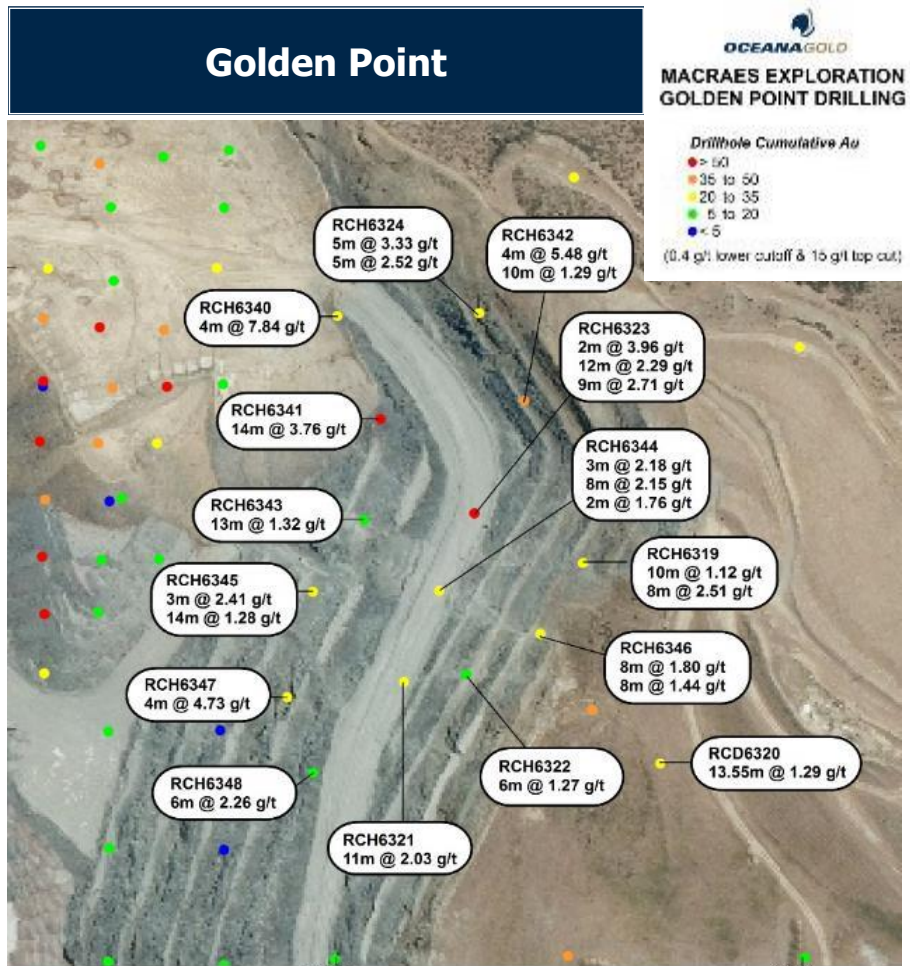 Golden Point
OCEANAGOLD
MACRAES EXPLORATION
GOLDEN POINT DRILLING
Drillhole Cumulative Au
> 50
35 to 50
20 to 35
5 to 20
< 5
(0.4 g/t lower cutoff & 15 g/t top cut)
RCH6324
5m @ 3.33 g/t
5m @ 2.52 g/t
RCH6342
4m @ 5.48 g/t
10m @ 1.29 g/t
RCH6340
4m @ 7.84 g/t
RCH6323
2m @ 3.96 g/t
12m @ 2.29 g/t
9m @ 2.71 g/t
RCH6341
14m @ 3.76 g/t
RCH6344
3m @ 2.18 g/t
8m @ 2.15 g/t
2m @ 1.76 g/t
RCH6343
13m @ 1.32 g/t
RCH6319
10m @ 1.12 g/t
8m @ 2.51 g/t
RCH6345
3m @ 2.41 g/t
14m @ 1.28 g/t
RCH6346
8m @ 1.80 g/t
8m @ 1.44 g/t
RCH6347
4m @ 4.73 g/t
RCD6320
13.55m @ 1.29 g/t
RCH6322
6m @ 1.27 g/t
RCH6348
6m @ 2.26 g/t
RCH6321
11m @ 2.03 g/t